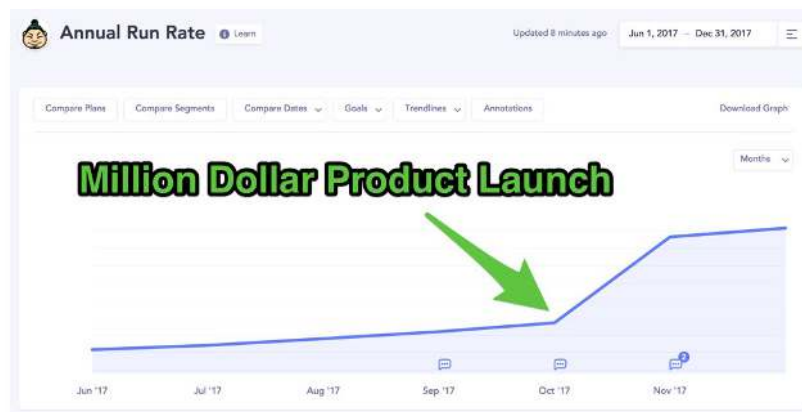 Annual Run Rate Learn
Updated 8 minutes ago
Jun 1, 2017 – Dec 31, 2017
Compare Plans Compare Segments Compare Dates Goals Trendlines Annotations Download Graph
Months
Million Dollar Product Launch
2
Jun '17 Jul '17 Aug '17 Sep '17 Oct '17 Nov '17